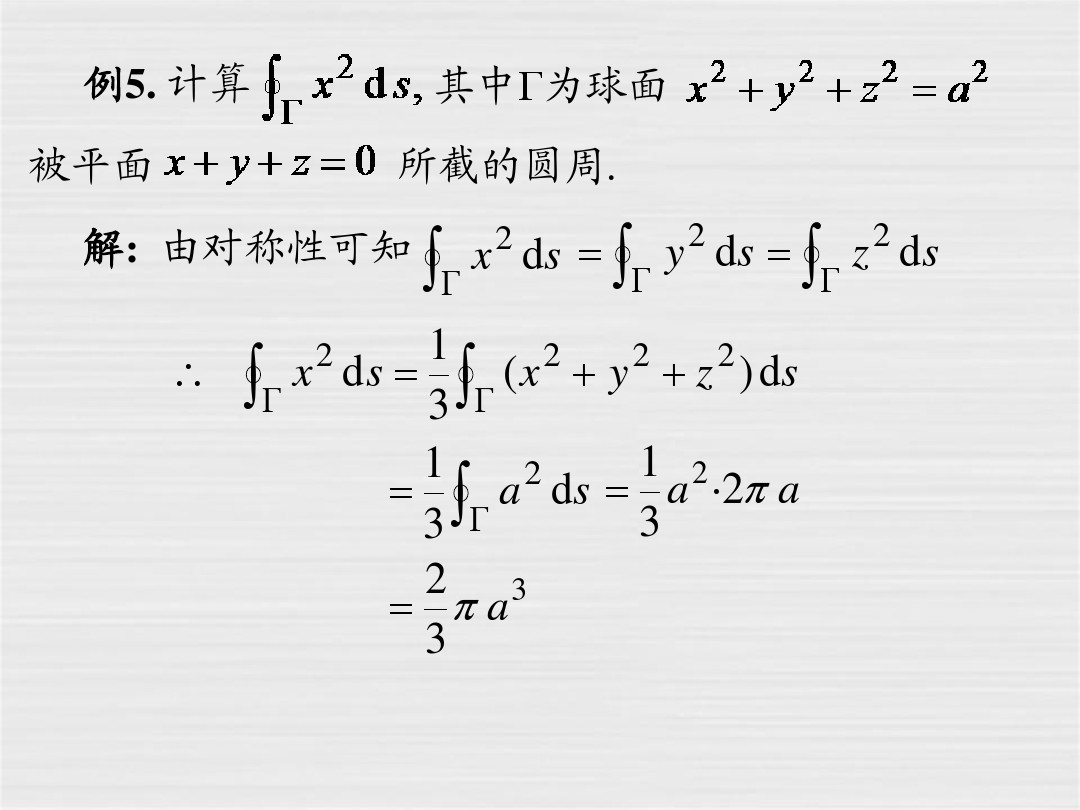 例5. 计算 ∮_Γ x² ds, 其中Γ为球面 x² + y² + z² = a²
被平面 x + y + z = 0 所截的圆周.
解: 由对称性可知 ∮_Γ x² ds = ∮_Γ y² ds = ∮_Γ z² ds
∴ ∮_Γ x² ds = 1/3 ∮_Γ (x² + y² + z²) ds
= 1/3 ∮_Γ a² ds = 1/3 a² · 2π a
= 2/3 π a³